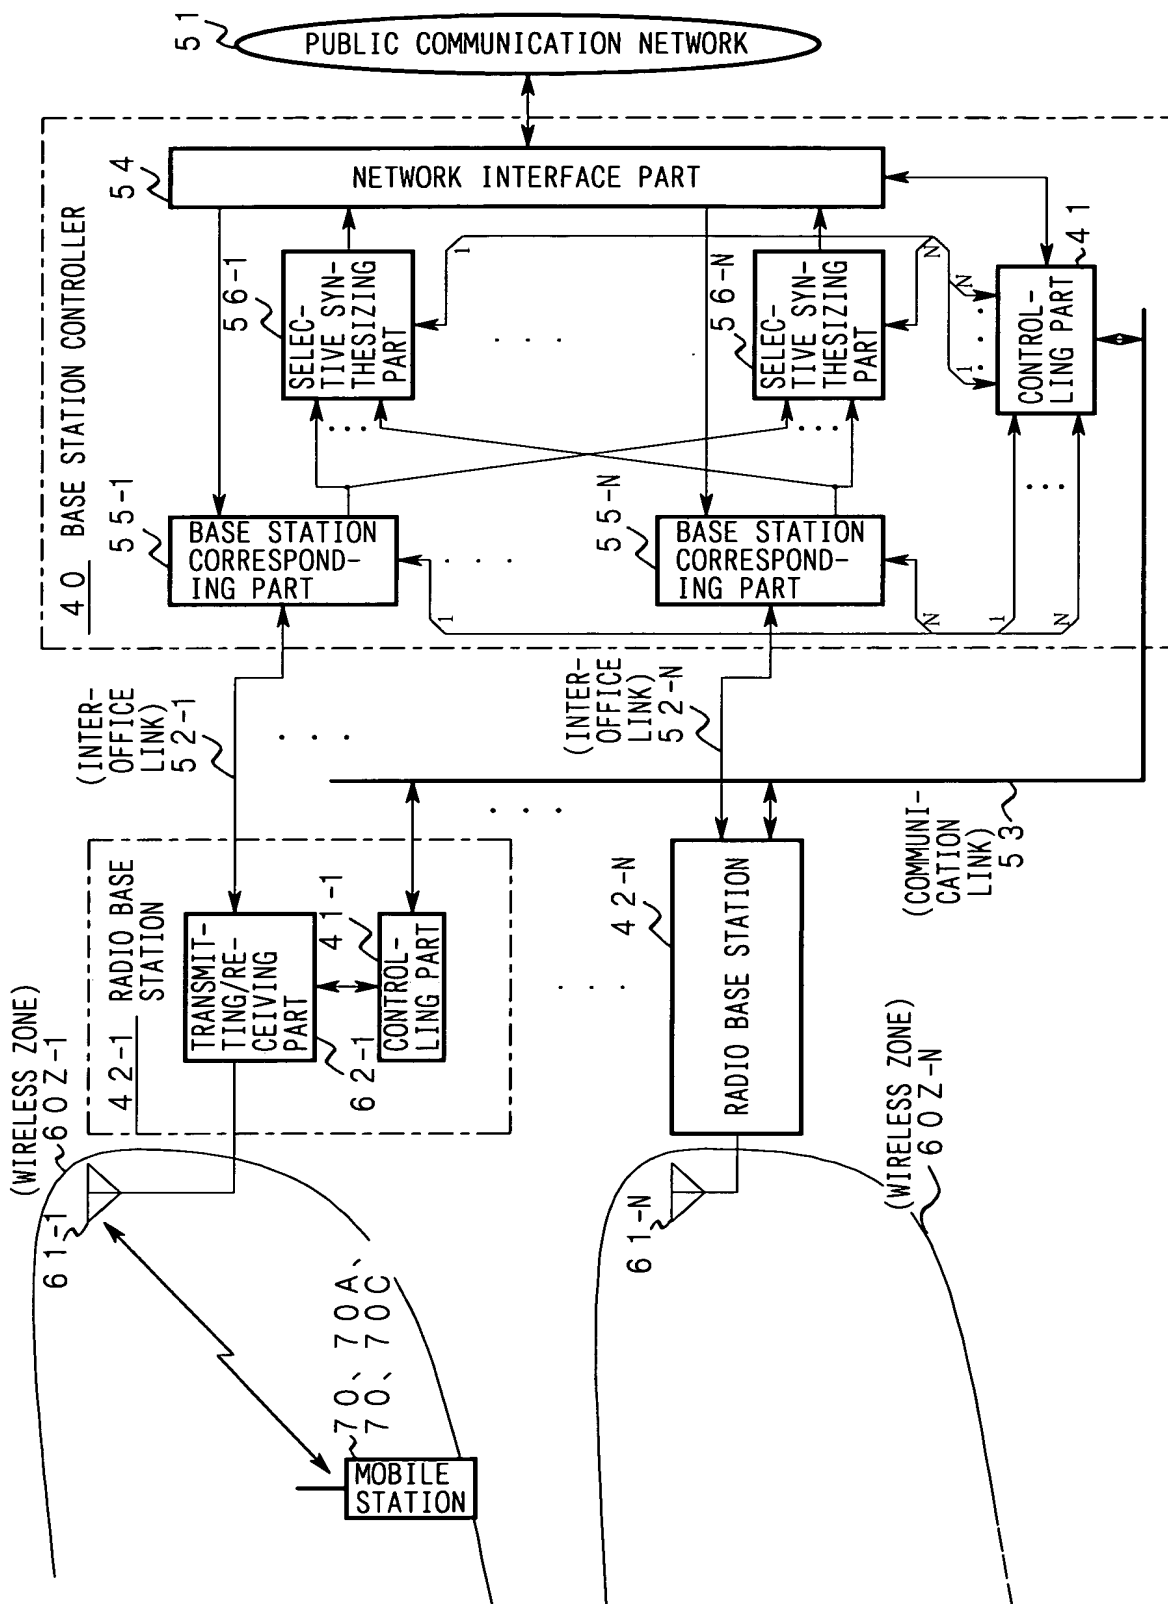 (WIRELESS ZONE)
60Z-1
61-1
70、70A、
70、70C
MOBILE
STATION
42-1 RADIO BASE
STATION
TRANSMIT-
TING/RE-
CEIVING
PART
62-1
41-1
CONTROL-
LING PART
(INTER-
OFFICE
LINK)
52-1
. . .
40 BASE STATION CONTROLLER
55-1
BASE STATION
CORRESPOND-
ING PART
56-1
SELEC-
TIVE SYN-
THESIZING
PART
54
NETWORK INTERFACE PART
51
PUBLIC COMMUNICATION NETWORK
61-N
(WIRELESS ZONE)
60Z-N
42-N
RADIO BASE STATION
(INTER-
OFFICE
LINK)
52-N
(COMMUNI-
CATION
LINK)
53
55-N
BASE STATION
CORRESPOND-
ING PART
56-N
SELEC-
TIVE SYN-
THESIZING
PART
1
N
1
N
1
N
1
N
CONTROL-
LING PART
41